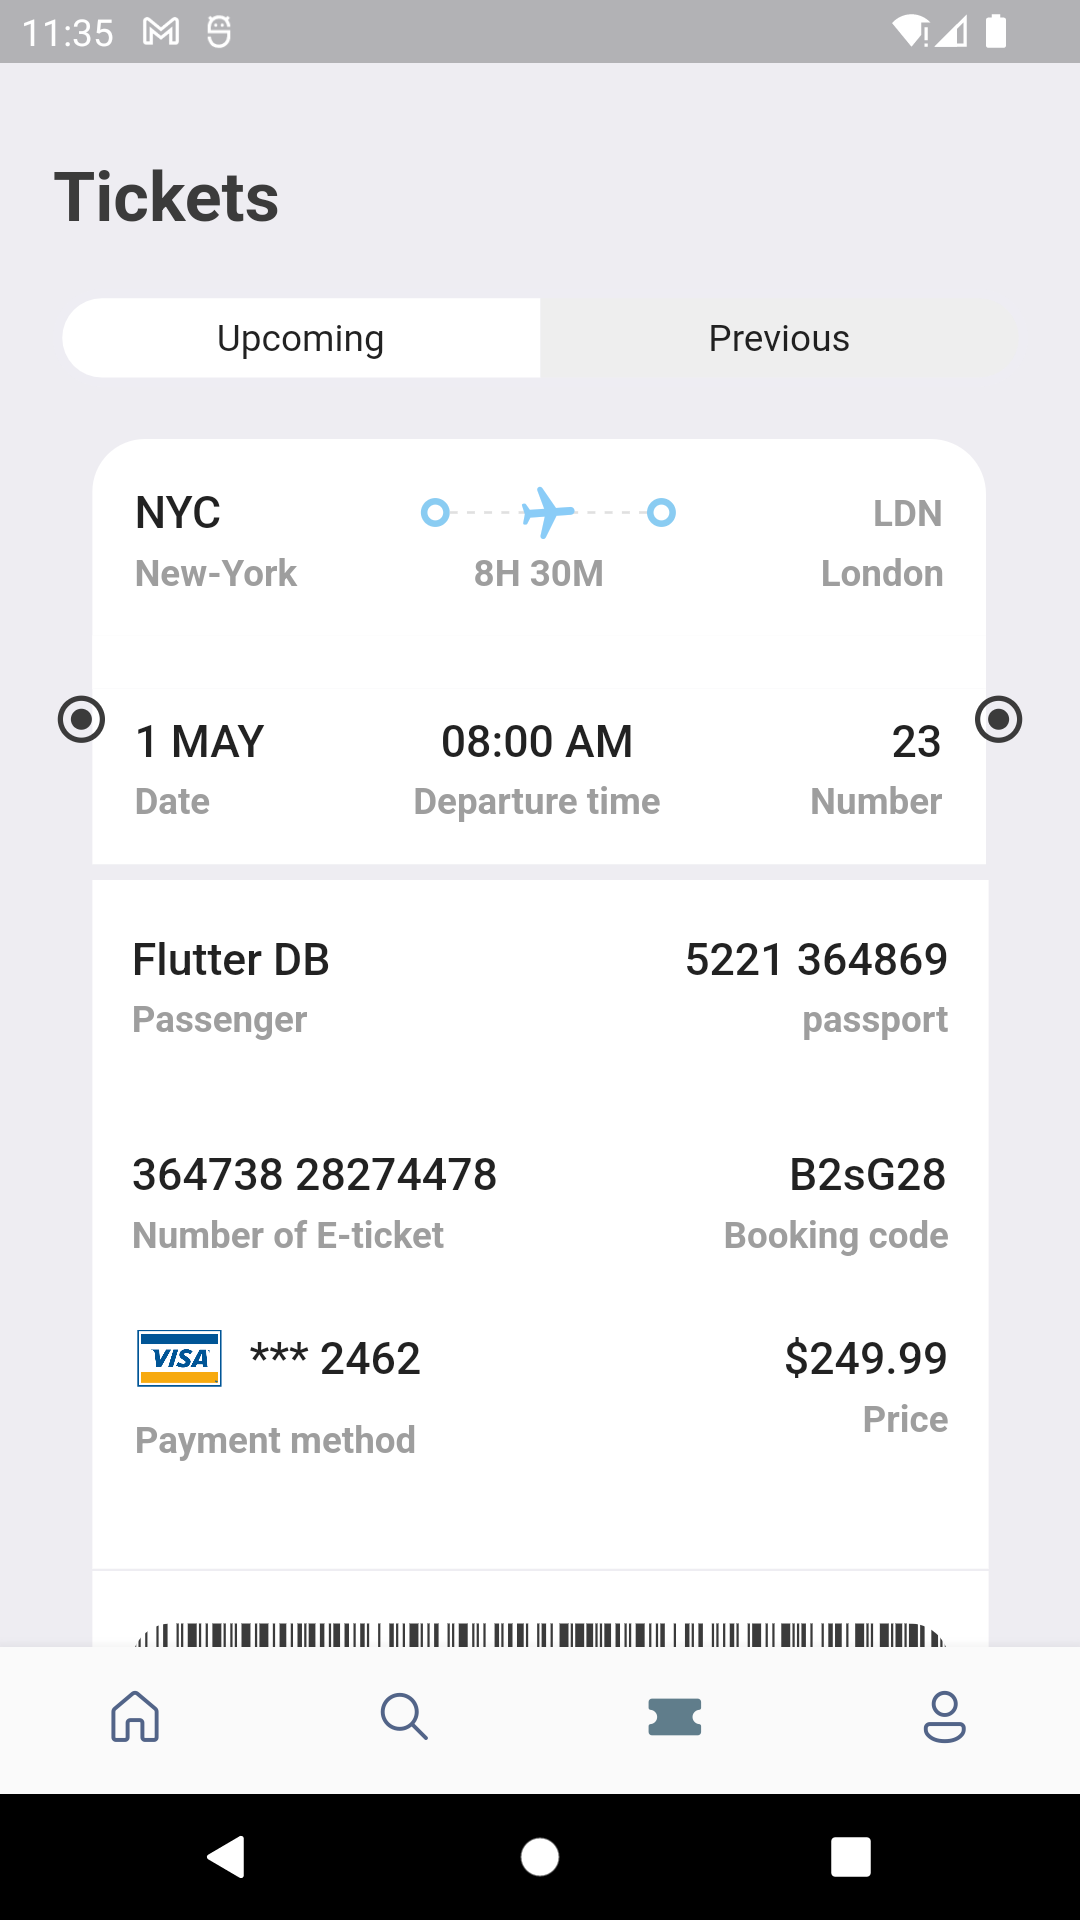 11:35
Tickets
Upcoming Previous
NYC LDN
New-York 8H 30M London
1 MAY 08:00 AM 23
Date Departure time Number
Flutter DB 5221 364869
Passenger passport
364738 28274478 B2sG28
Number of E-ticket Booking code
VISA *** 2462 $249.99
Price
Payment method